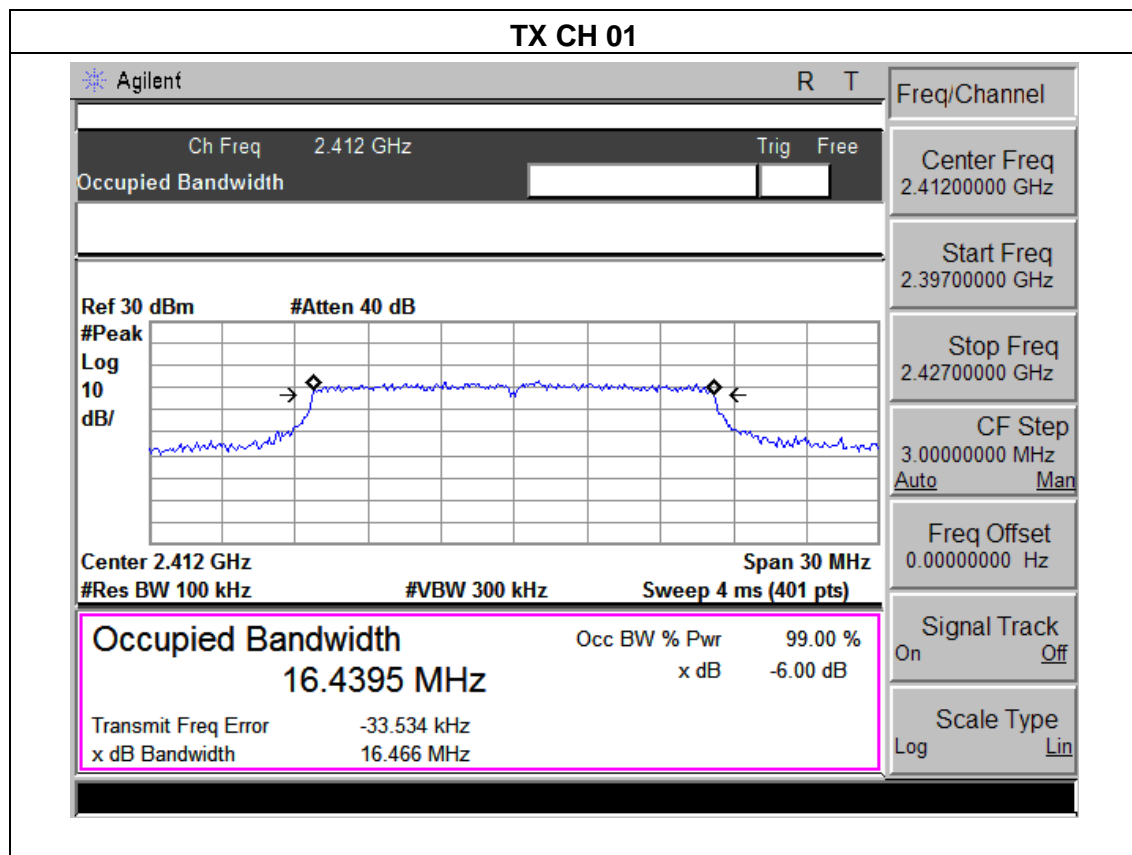 TX CH 01
Agilent R T
Freq/Channel
Ch Freq 2.412 GHz Trig Free
Occupied Bandwidth
Center Freq
2.41200000 GHz
Start Freq
2.39700000 GHz
Stop Freq
2.42700000 GHz
CF Step
3.00000000 MHz
Auto Man
Freq Offset
0.00000000 Hz
Signal Track
On Off
Scale Type
Log Lin
Ref 30 dBm #Atten 40 dB
#Peak
Log
10
dB/
Center 2.412 GHz Span 30 MHz
#Res BW 100 kHz #VBW 300 kHz Sweep 4 ms (401 pts)
Occupied Bandwidth Occ BW % Pwr 99.00 %
16.4395 MHz x dB -6.00 dB
Transmit Freq Error -33.534 kHz
x dB Bandwidth 16.466 MHz